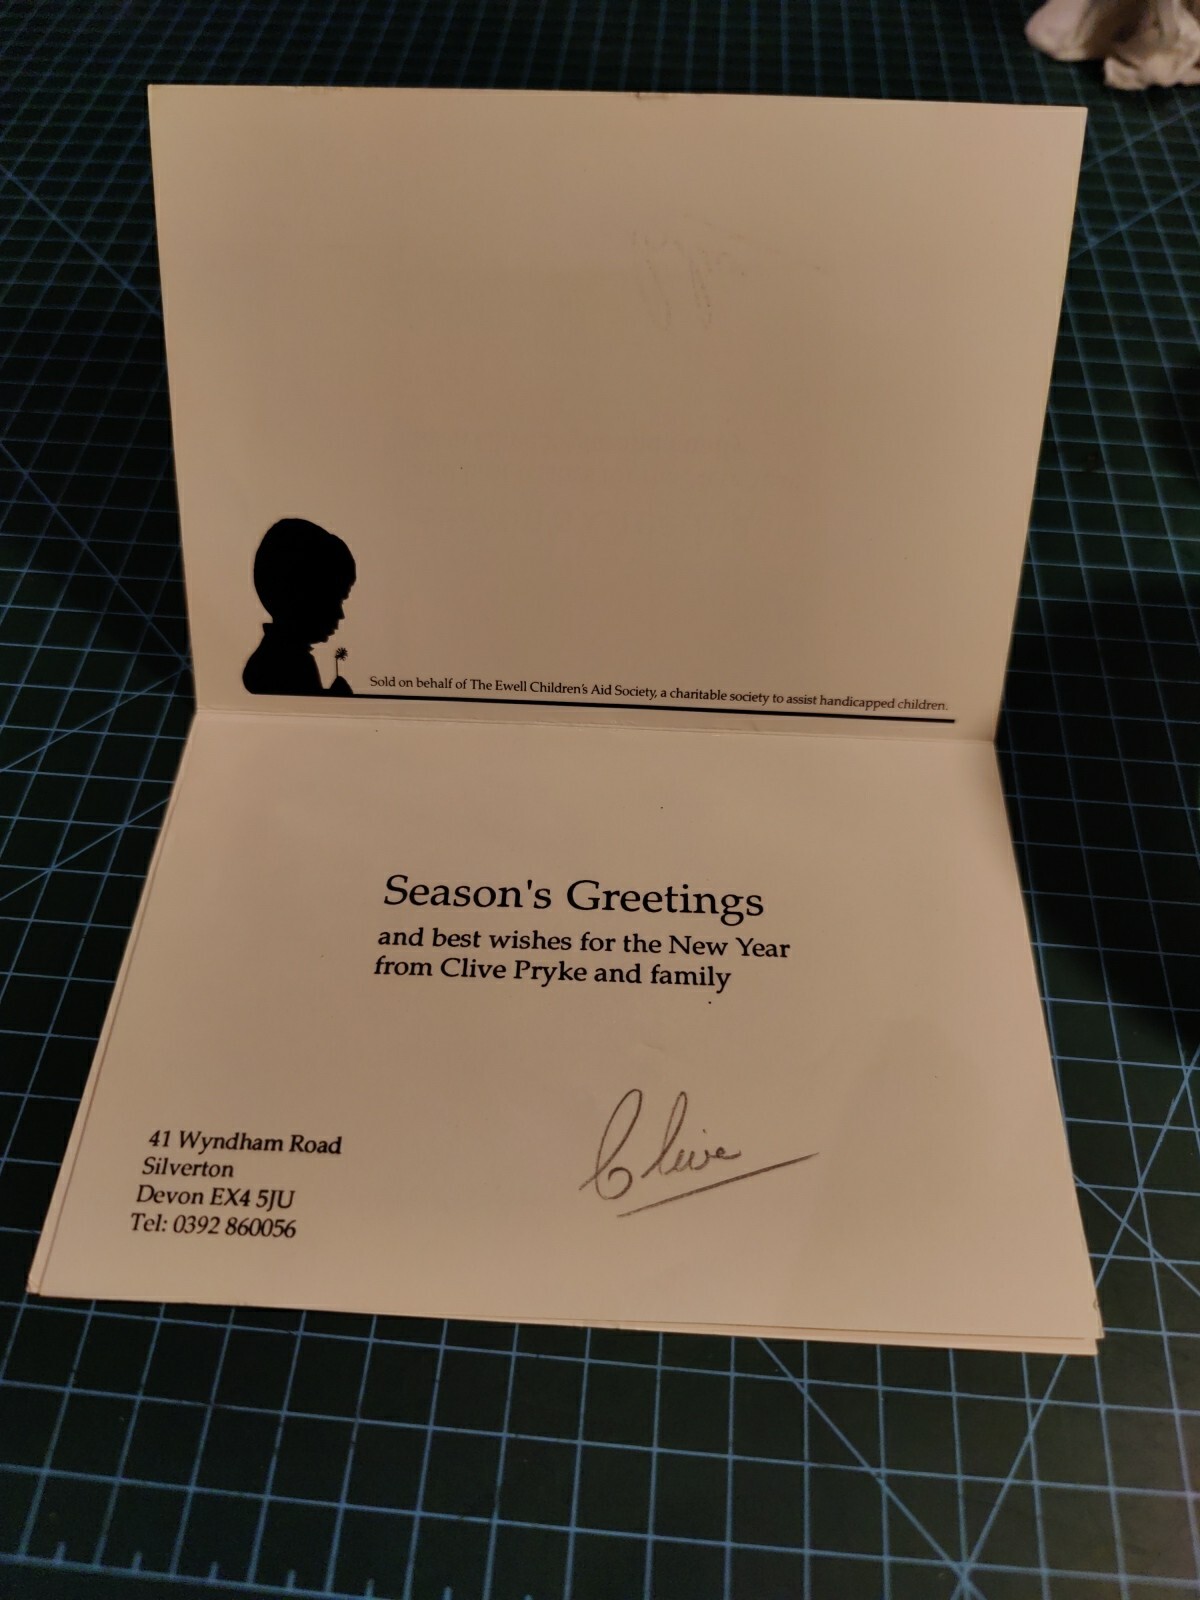 Sold on behalf of The Ewell Children's Aid Society, a charitable society to assist handicapped children.
Season's Greetings
and best wishes for the New Year
from Clive Pryke and family
Clive
41 Wyndham Road
Silverton
Devon EX4 5JU
Tel: 0392 860056